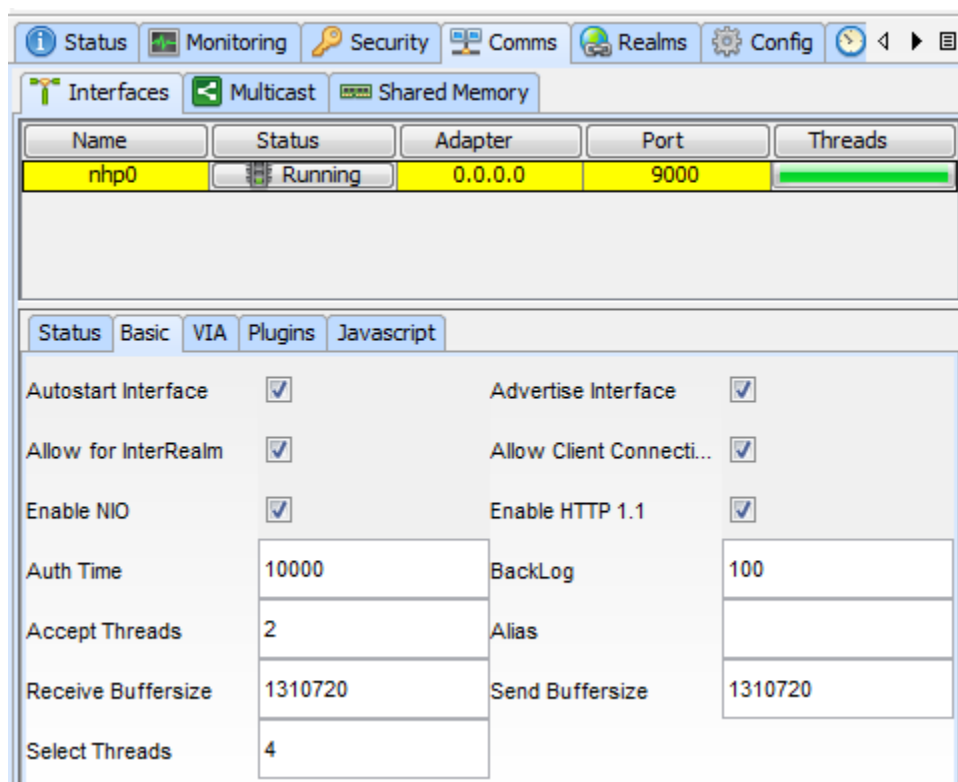 Status Monitoring Security Comms Realms Config
Interfaces Multicast Shared Memory
Name Status Adapter Port Threads
nhp0 Running 0.0.0.0 9000
Status Basic VIA Plugins Javascript
Autostart Interface Advertise Interface
Allow for InterRealm Allow Client Connecti...
Enable NIO Enable HTTP 1.1
Auth Time 10000 BackLog 100
Accept Threads 2 Alias
Receive Buffersize 1310720 Send Buffersize 1310720
Select Threads 4